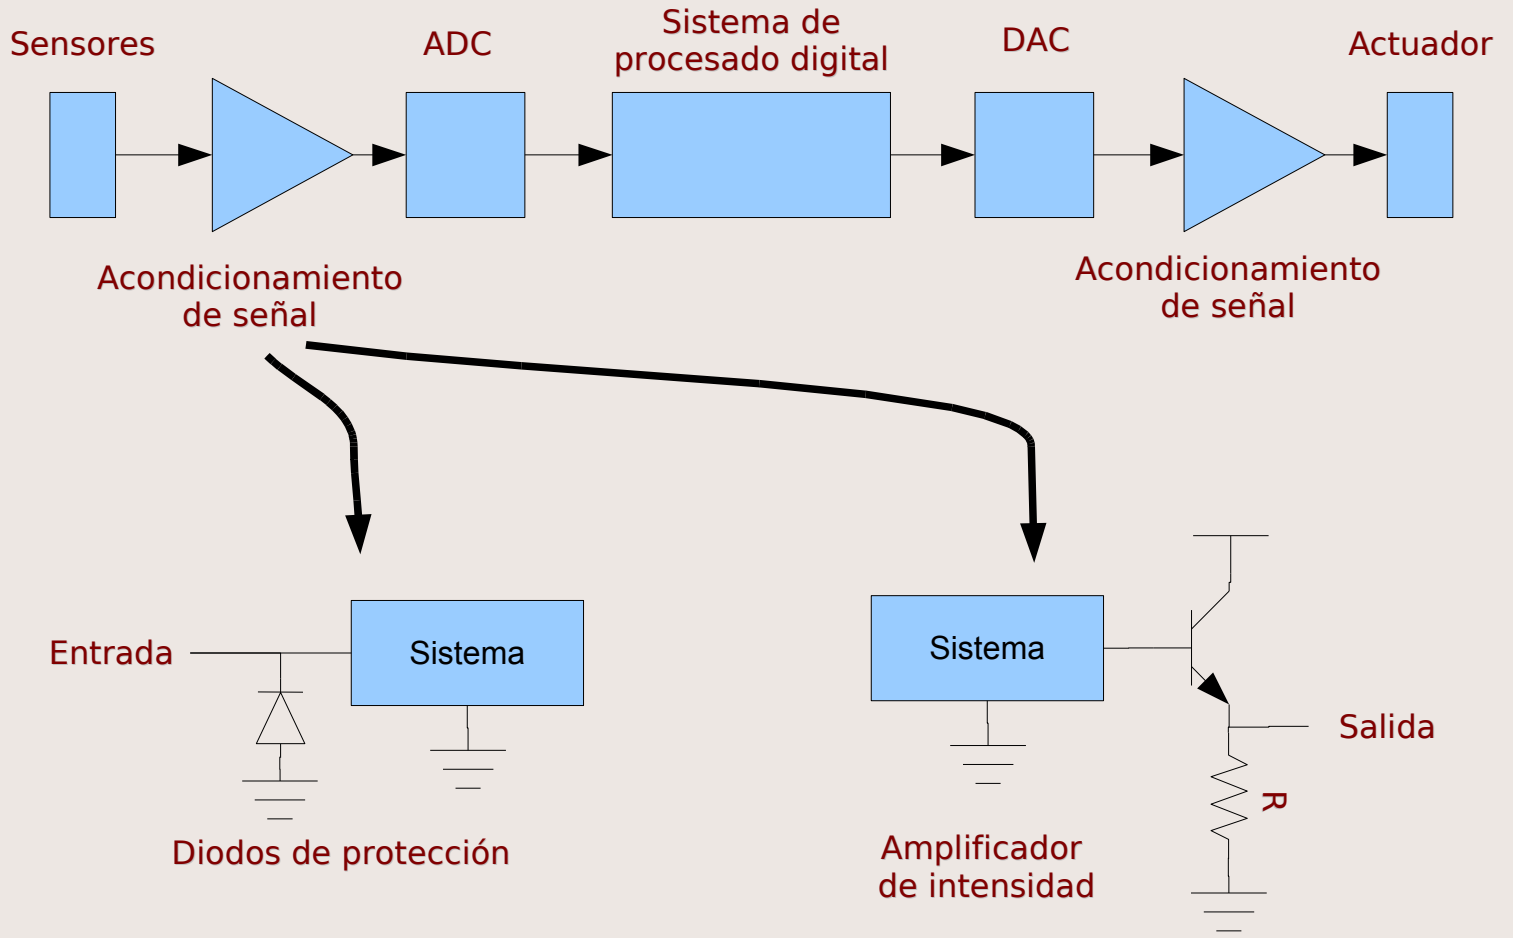 Sensores
ADC
Sistema de
procesado digital
DAC
Actuador
Acondicionamiento
de señal
Acondicionamiento
de señal
Entrada
Sistema
Diodos de protección
Sistema
Salida
R
Amplificador
de intensidad